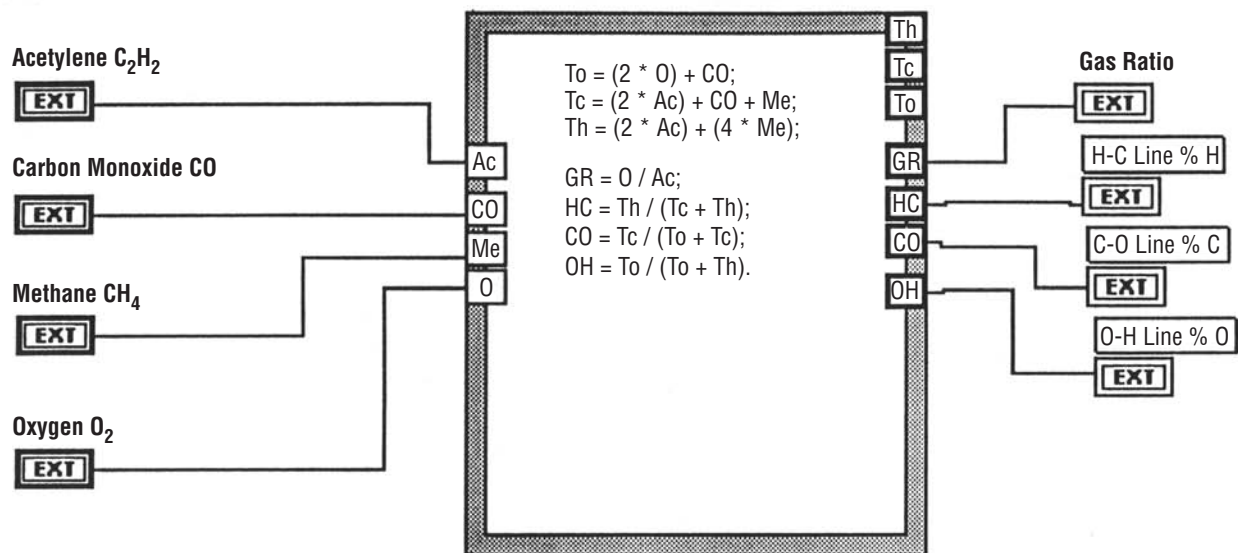 Acetylene C₂H₂
EXT
Carbon Monoxide CO
EXT
Methane CH₄
EXT
Oxygen O₂
EXT
Ac
CO
Me
O
To = (2 * O) + CO;
Tc = (2 * Ac) + CO + Me;
Th = (2 * Ac) + (4 * Me);
GR = O / Ac;
HC = Th / (Tc + Th);
CO = Tc / (To + Tc);
OH = To / (To + Th).
Th
Tc
To
GR
HC
CO
OH
Gas Ratio
EXT
H-C Line % H
EXT
C-O Line % C
EXT
O-H Line % O
EXT